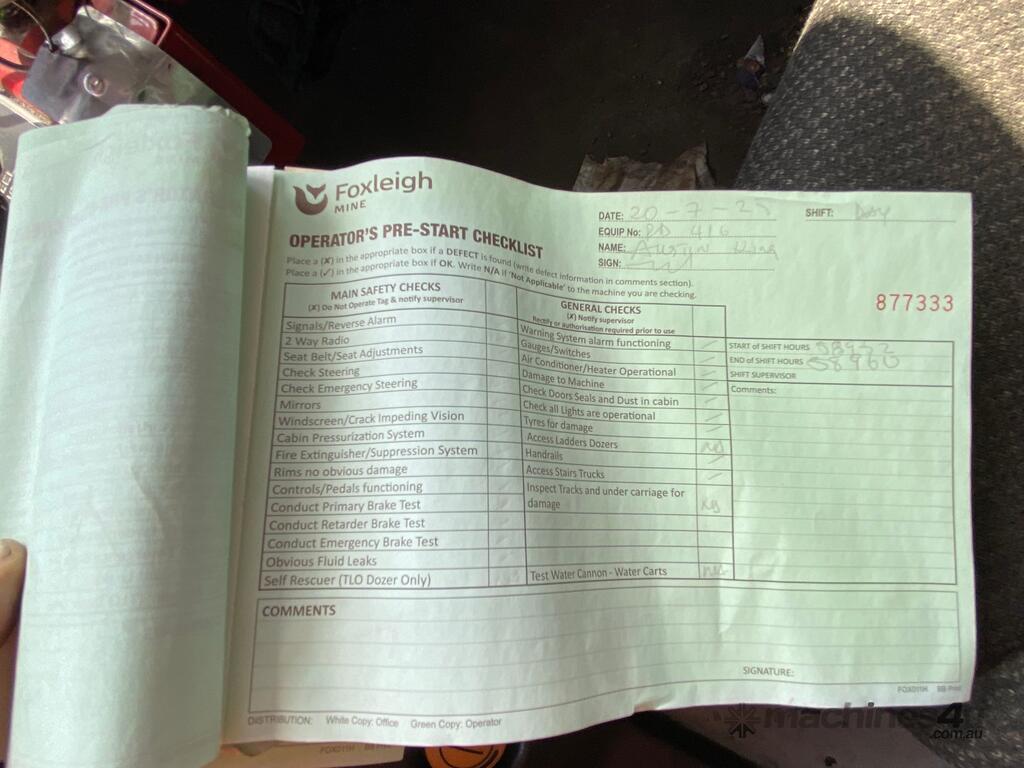 Foxleigh
MINE
OPERATOR'S PRE-START CHECKLIST
Place a (X) in the appropriate box if a DEFECT is found (write defect information in comments section).
Place a (✓) in the appropriate box if OK. Write N/A if 'Not Applicable' to the machine you are checking.
DATE: 20-7-25
SHIFT: Day
EQUIP No: RD 416
NAME: Austyn
SIGN:
877333
MAIN SAFETY CHECKS
(X) Do Not Operate Tag & notify supervisor
Signals/Reverse Alarm
2 Way Radio
Seat Belt/Seat Adjustments
Check Steering
Check Emergency Steering
Mirrors
Windscreen/Crack Impeding Vision
Cabin Pressurization System
Fire Extinguisher/Suppression System
Rims no obvious damage
Controls/Pedals functioning
Conduct Primary Brake Test
Conduct Retarder Brake Test
Conduct Emergency Brake Test
Obvious Fluid Leaks
Self Rescuer (TLO Dozer Only)
GENERAL CHECKS
(X) Notify supervisor
Rectify or authorisation required prior to use
Warning System alarm functioning
Gauges/Switches
Air Conditioner/Heater Operational
Damage to Machine
Check Doors Seals and Dust in cabin
Check all Lights are operational
Tyres for damage
Access Ladders Dozers
Handrails
Access Stairs Trucks
Inspect Tracks and under carriage for
damage
Test Water Cannon - Water Carts
START of SHIFT HOURS 58952
END of SHIFT HOURS 58960
SHIFT SUPERVISOR
Comments:
COMMENTS
SIGNATURE:
DISTRIBUTION: White Copy: Office Green Copy: Operator
FOX011H BB Print
FOX011H
machines4u
.com.au